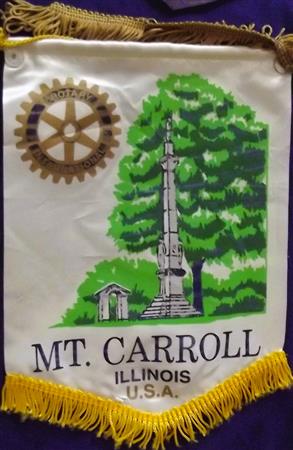 ROTARY
INTERNATIONAL
MT. CARROLL
ILLINOIS
U.S.A.